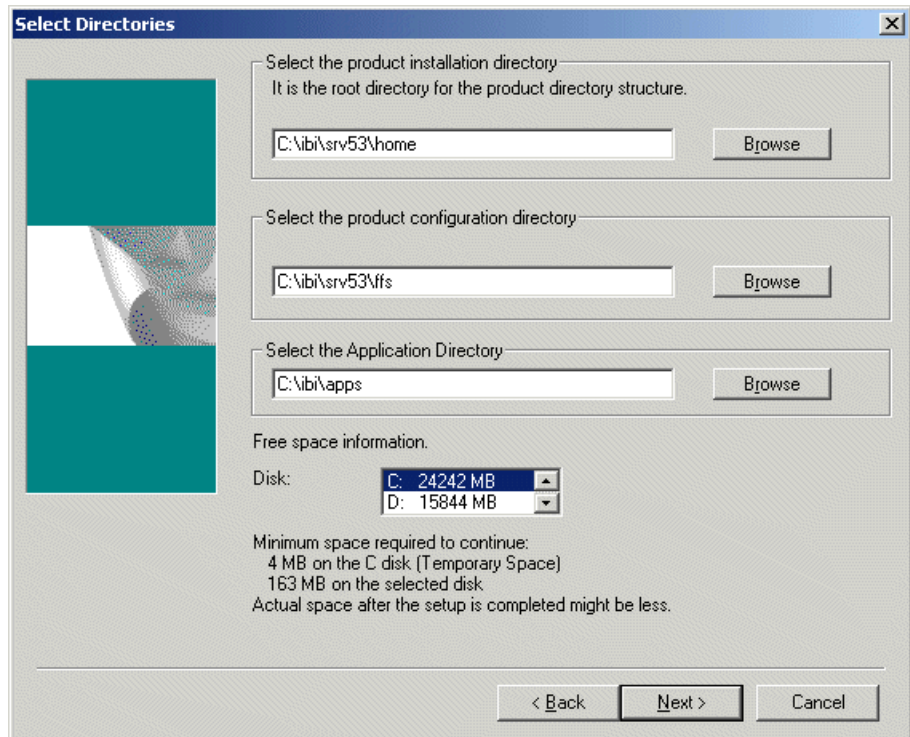 Select Directories
Select the product installation directory
It is the root directory for the product directory structure.
C:\ibi\srv53\home
Browse
Select the product configuration directory
C:\ibi\srv53\ffs
Browse
Select the Application Directory
C:\ibi\apps
Browse
Free space information.
Disk:
C: 24242 MB
D: 15844 MB
Minimum space required to continue:
4 MB on the C disk (Temporary Space)
163 MB on the selected disk
Actual space after the setup is completed might be less.
< Back
Next >
Cancel